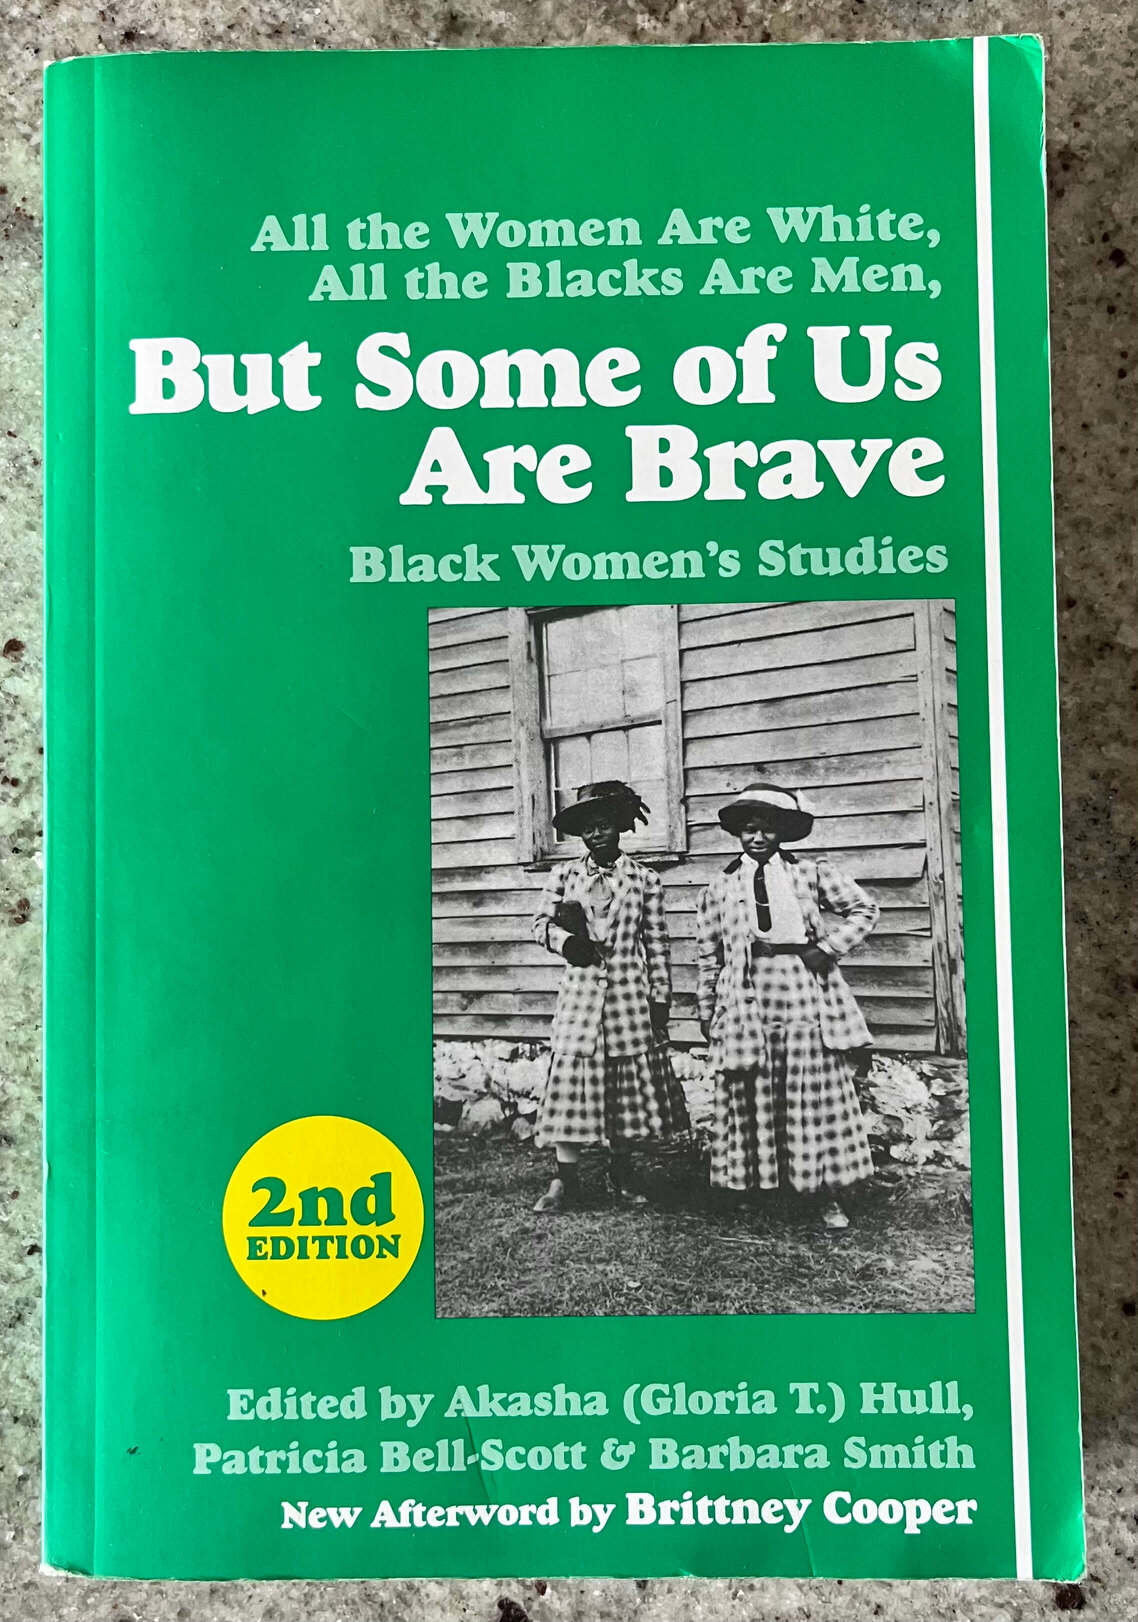 All the Women Are White,
All the Blacks Are Men,
But Some of Us
Are Brave
Black Women's Studies
2nd
EDITION
Edited by Akasha (Gloria T.) Hull,
Patricia Bell-Scott & Barbara Smith
New Afterword by Brittney Cooper